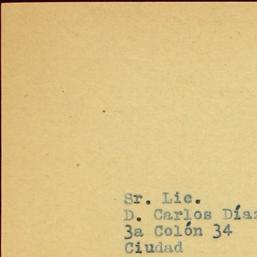 Sr. Lic.
D. Carlos Díaz
3a Colón 34
Ciudad